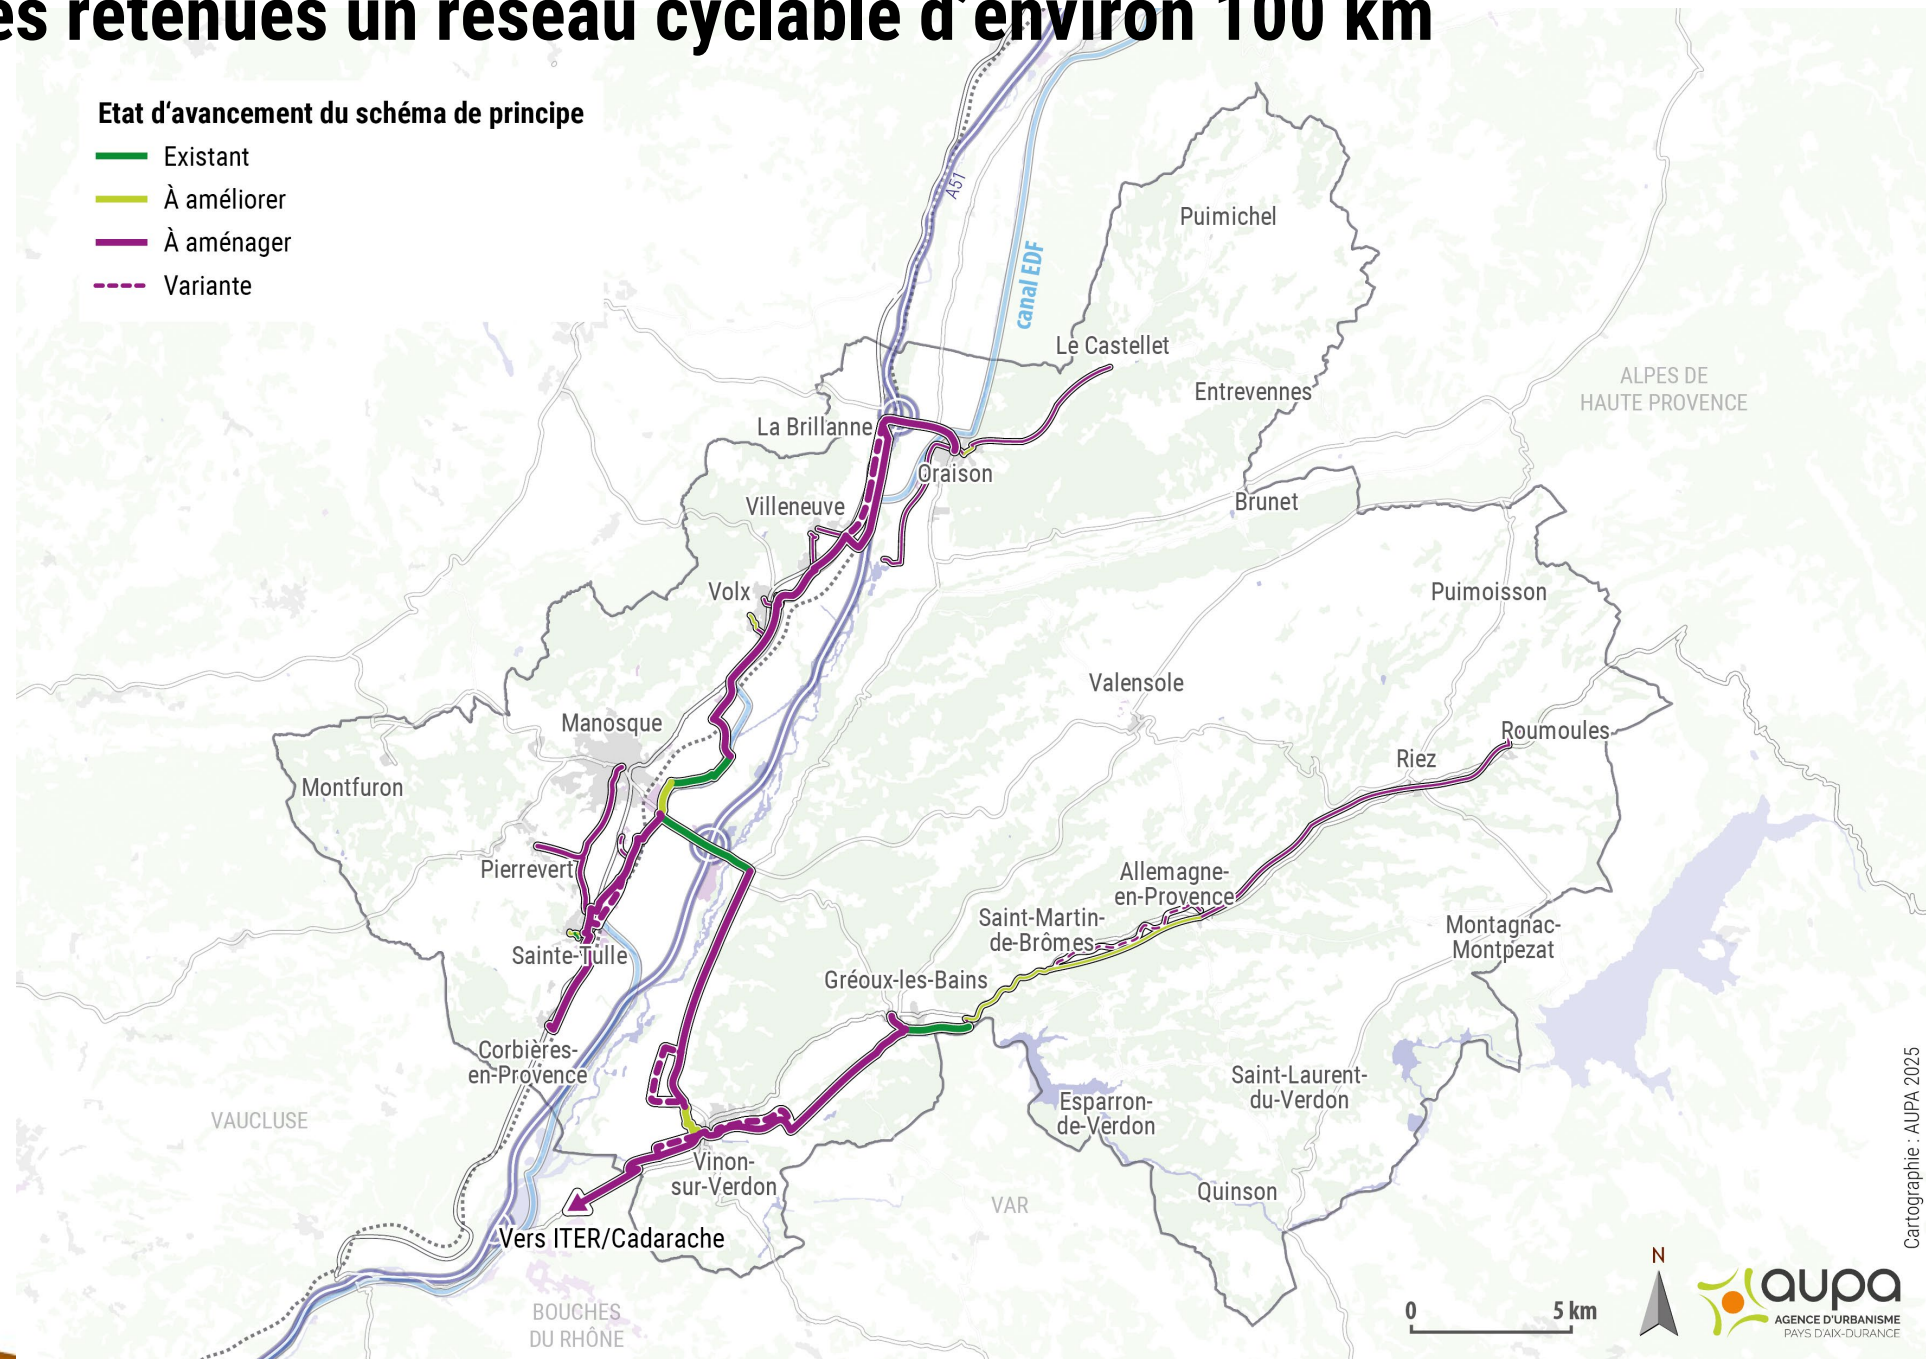 es retenues un réseau cyclable d'environ 100 km
Etat d'avancement du schéma de principe
Existant
À améliorer
À aménager
Variante
A51
canal EDF
Puimichel
Le Castellet
Entrevennes
ALPES DE
HAUTE PROVENCE
La Brillanne
Oraison
Villeneuve
Brunet
Volx
Puimoisson
Valensole
Manosque
Roumoules
Riez
Montfuron
Pierrevert
Allemagne-
en-Provence
Saint-Martin-
de-Brômes
Montagnac-
Montpezat
Sainte-Tulle
Gréoux-les-Bains
Corbières-
en-Provence
Saint-Laurent-
du-Verdon
Esparron-
de-Verdon
VAUCLUSE
Vinon-
sur-Verdon
Quinson
VAR
Vers ITER/Cadarache
BOUCHES
DU RHÔNE
0 5 km
N
aupa
AGENCE D'URBANISME
PAYS D'AIX-DURANCE
Cartographie : AUPA 2025